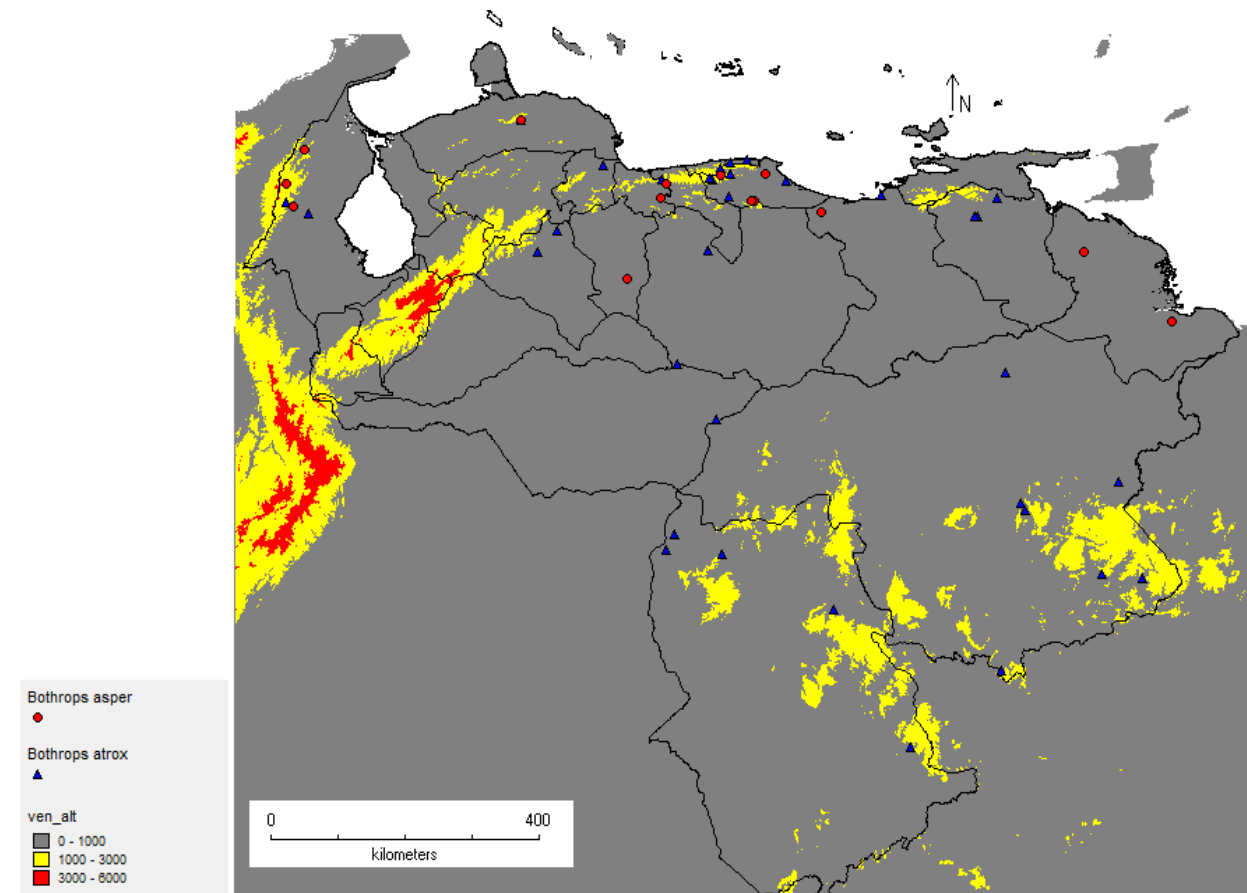 N
Bothrops asper
Bothrops atrox
ven_alt
0 - 1000
1000 - 3000
3000 - 6000
0 400
kilometers